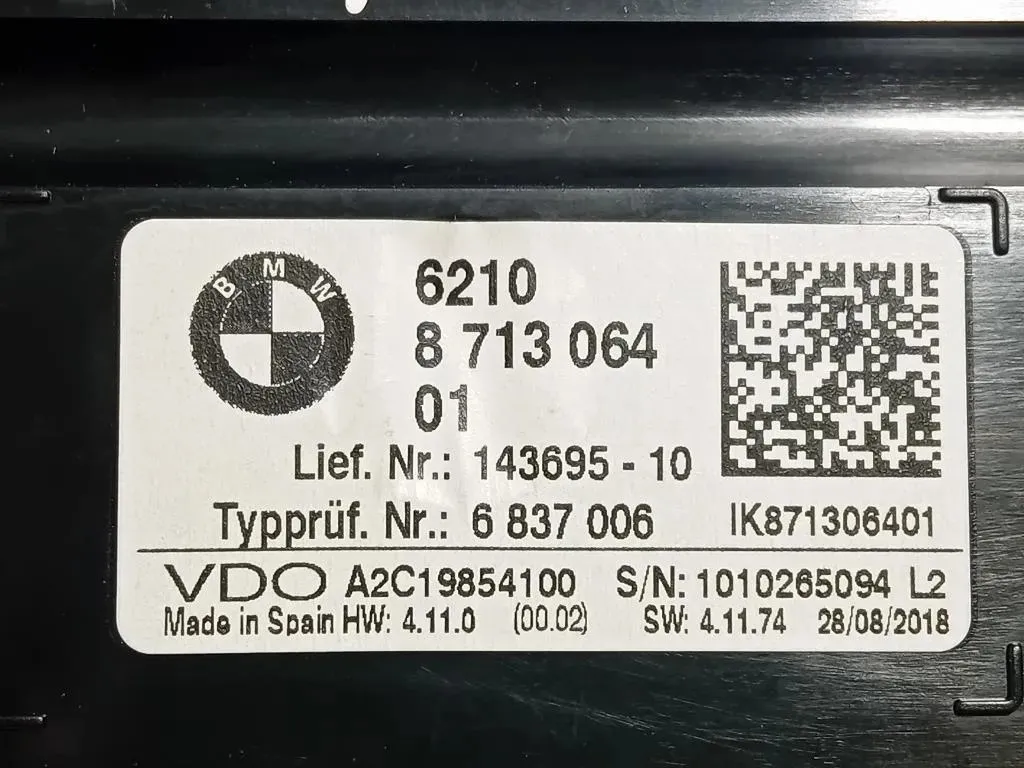 BMW
6210
8 713 064
01
Lief. Nr.: 143695 - 10
Typprüf. Nr.: 6 837 006
IK871306401
VDO A2C19854100 S/N: 1010265094 L2
Made in Spain HW: 4.11.0 (00.02) SW: 4.11.74 28/08/2018